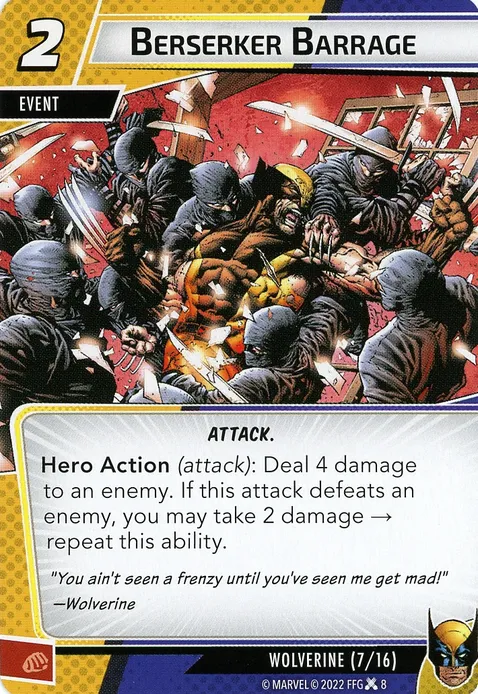 2
BERSERKER BARRAGE
EVENT
ATTACK.
Hero Action (attack): Deal 4 damage
to an enemy. If this attack defeats an
enemy, you may take 2 damage →
repeat this ability.
"You ain't seen a frenzy until you've seen me get mad!"
—Wolverine
WOLVERINE (7/16)
© MARVEL © 2022 FFG 8